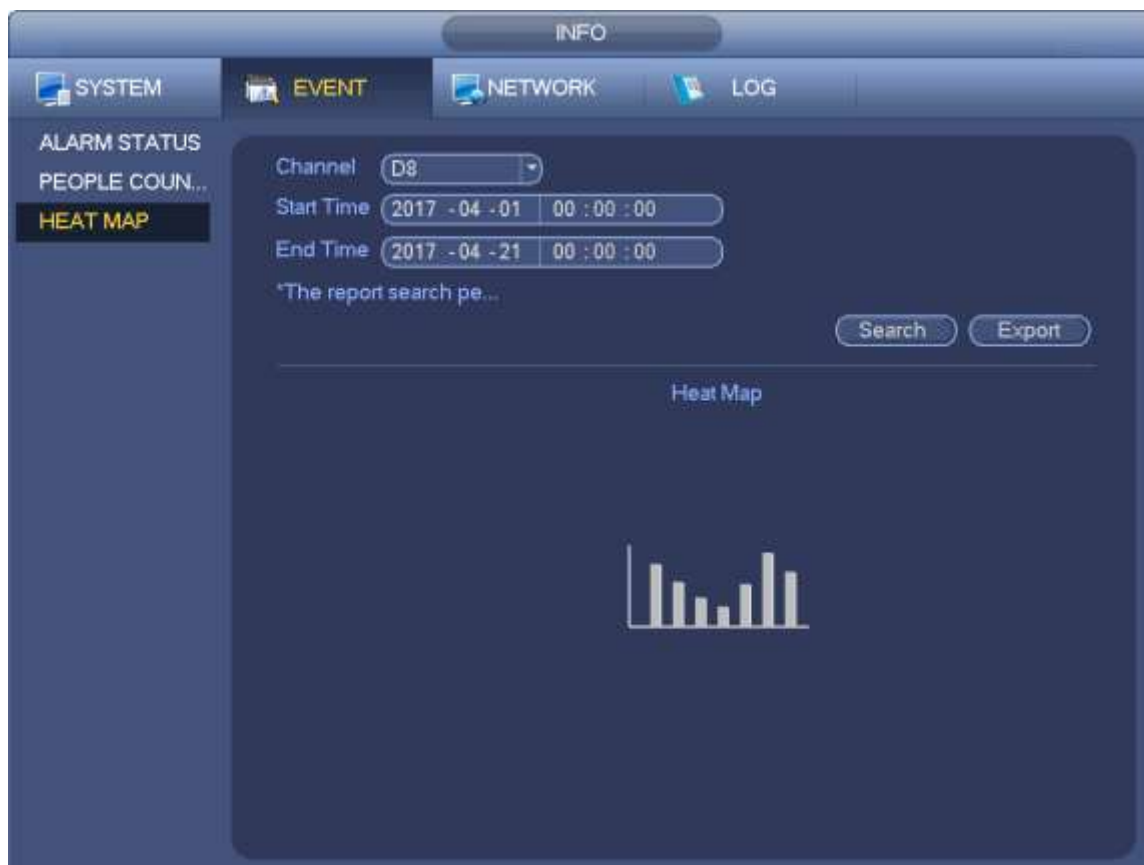 INFO
SYSTEM EVENT NETWORK LOG
ALARM STATUS
PEOPLE COUN...
HEAT MAP
Channel D8
Start Time 2017 -04 -01 00 :00 :00
End Time 2017 -04 -21 00 :00 :00
*The report search pe...
Search Export
Heat Map